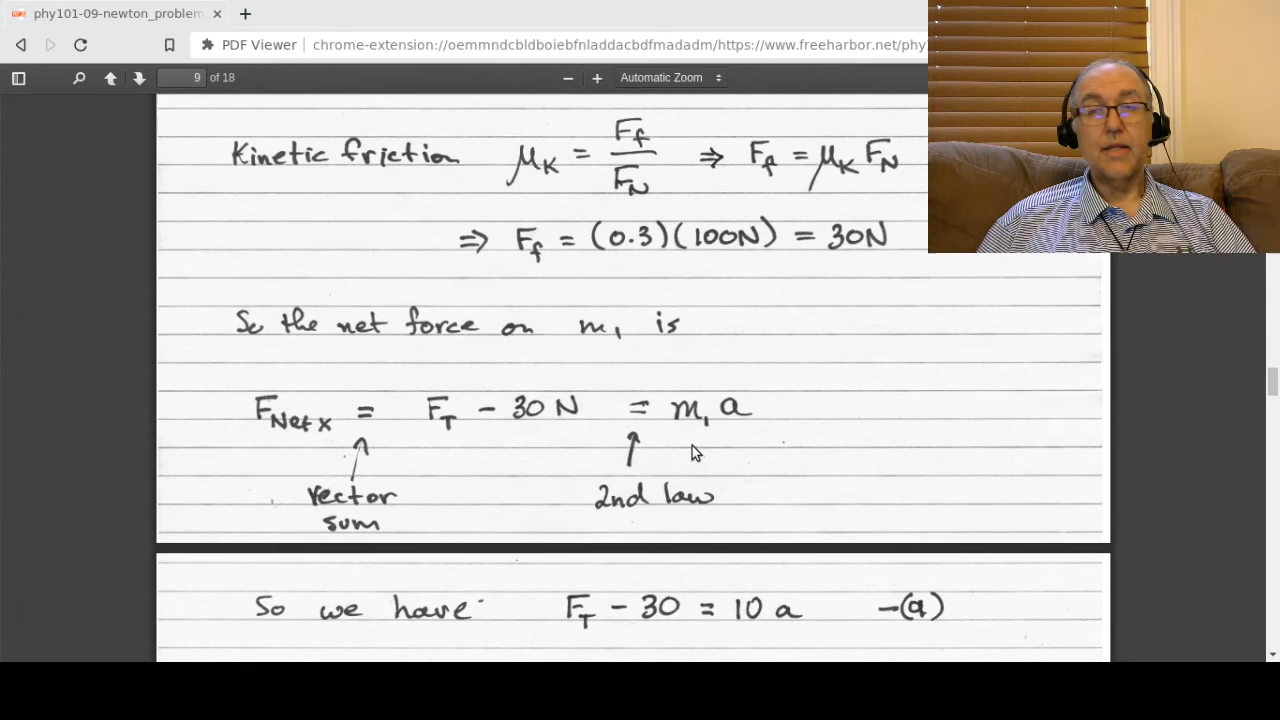 phy101-09-newton_problem
PDF Viewer chrome-extension://oemmndcbldboiebfnladdacbdfmadadm/https://www.freeharbor.net/phy
9 of 18 Automatic Zoom
Kinetic friction μK = Ff/FN ⇒ Ff = μK FN
⇒ Ff = (0.3)(100N) = 30N
So the net force on m₁ is
FNet x = FT - 30 N = m₁ a
vector 2nd law
sum
So we have FT - 30 = 10 a -(a)